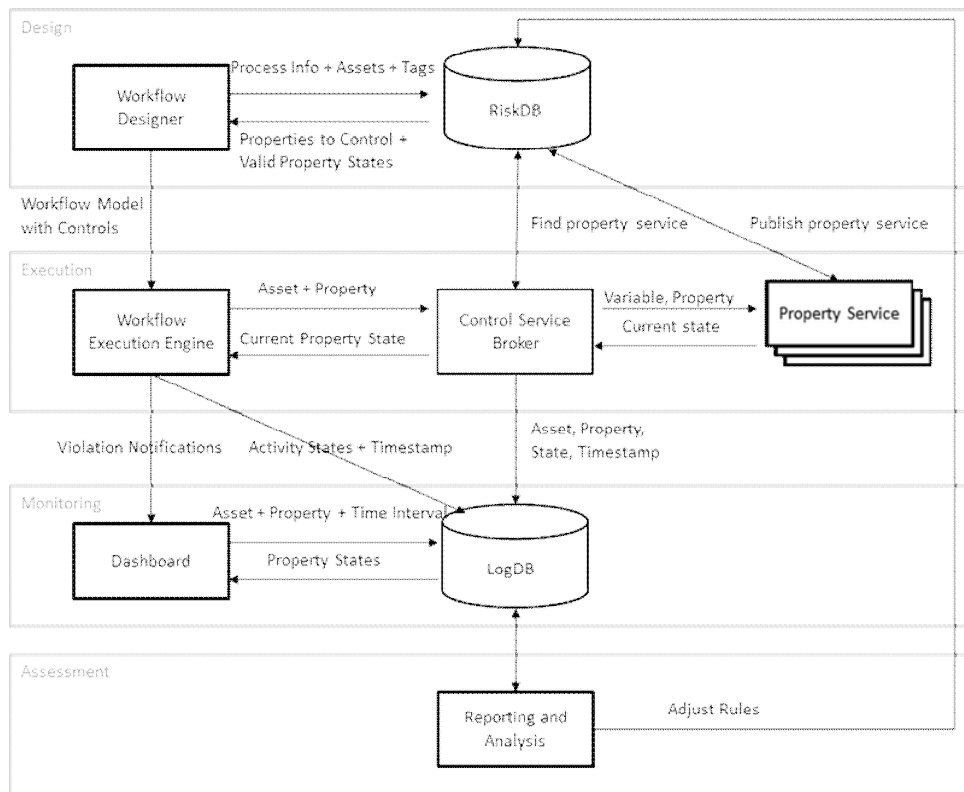 Design
Process Info + Assets + Tags
Workflow
Designer
RiskDB
Properties to Control +
Valid Property States
Workflow Model
with Controls
Find property service
Publish property service
Execution
Asset + Property
Variable, Property
Workflow
Execution Engine
Control Service
Broker
Property Service
Current Property State
Current state
Violation Notifications
Activity States + Timestamp
Asset, Property,
State, Timestamp
Monitoring
Asset + Property + Time Interval
Dashboard
Property States
LogDB
Assessment
Reporting and
Analysis
Adjust Rules